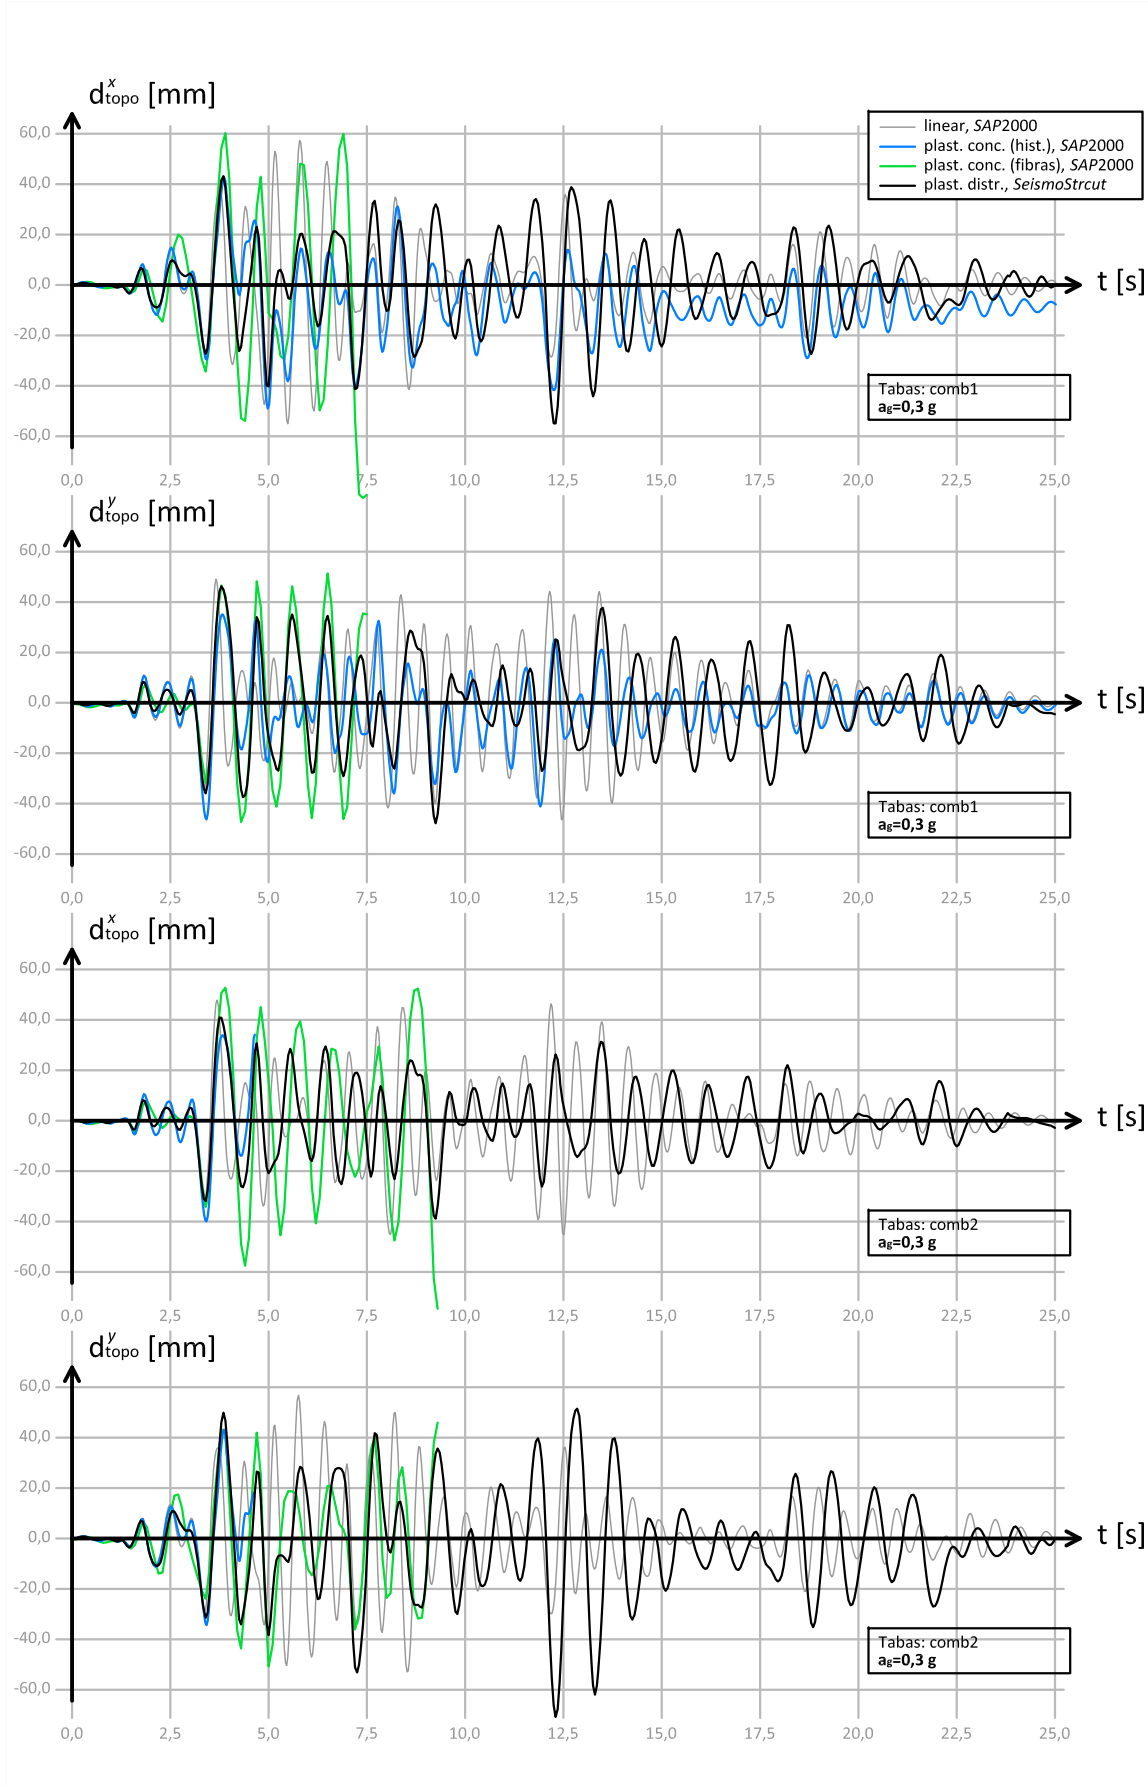 d topo x [mm]
linear, SAP2000
plast. conc. (hist.), SAP2000
plast. conc. (fibras), SAP2000
plast. distr., SeismoStrcut
60,0
40,0
20,0
0,0
t [s]
-20,0
-40,0
-60,0
Tabas: comb1
ag=0,3 g
0,0 2,5 5,0 7,5 10,0 12,5 15,0 17,5 20,0 22,5 25,0
d topo y [mm]
60,0
40,0
20,0
0,0
t [s]
-20,0
-40,0
-60,0
Tabas: comb1
ag=0,3 g
0,0 2,5 5,0 7,5 10,0 12,5 15,0 17,5 20,0 22,5 25,0
d topo x [mm]
60,0
40,0
20,0
0,0
t [s]
-20,0
-40,0
-60,0
Tabas: comb2
ag=0,3 g
0,0 2,5 5,0 7,5 10,0 12,5 15,0 17,5 20,0 22,5 25,0
d topo y [mm]
60,0
40,0
20,0
0,0
t [s]
-20,0
-40,0
-60,0
Tabas: comb2
ag=0,3 g
0,0 2,5 5,0 7,5 10,0 12,5 15,0 17,5 20,0 22,5 25,0